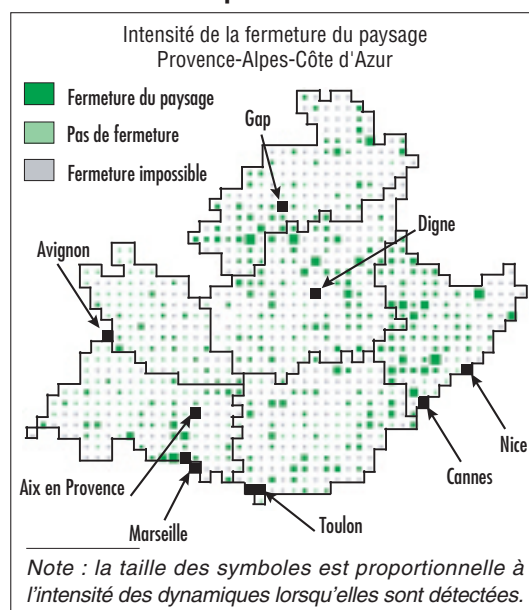 Intensité de la fermeture du paysage
Provence-Alpes-Côte d'Azur
Fermeture du paysage
Pas de fermeture
Fermeture impossible
Gap
Digne
Avignon
Nice
Cannes
Aix en Provence
Toulon
Marseille
Note : la taille des symboles est proportionnelle à
l'intensité des dynamiques lorsqu'elles sont détectées.